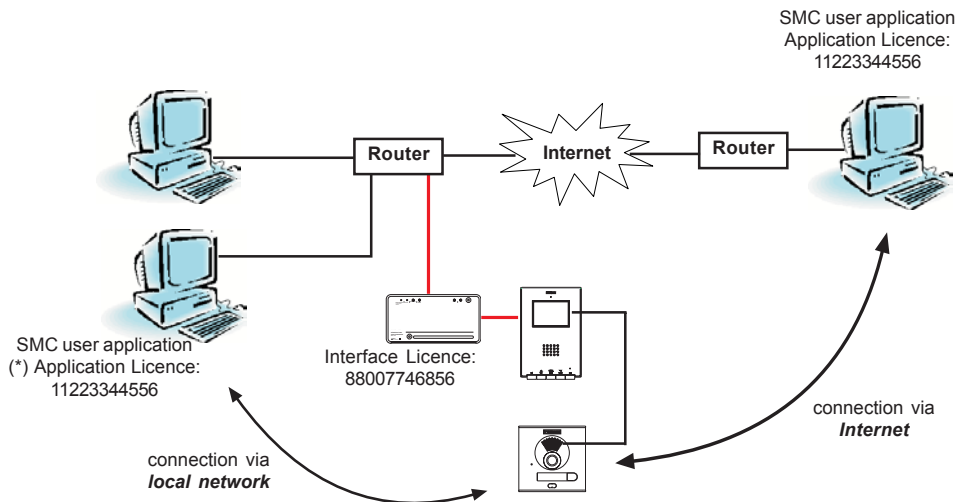 SMC user application
Application Licence:
11223344556
Router
Internet
Router
SMC user application
(*) Application Licence:
11223344556
Interface Licence:
88007746856
connection via
Internet
connection via
local network